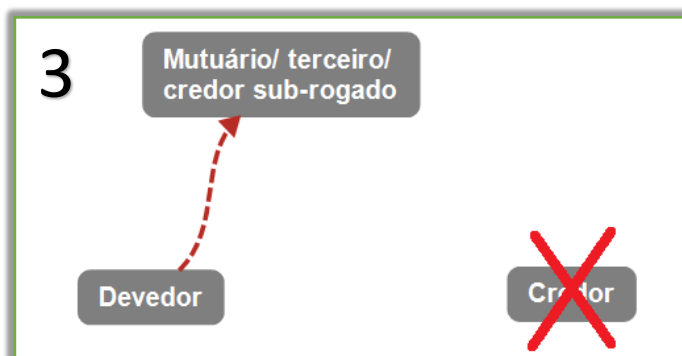 3
Mutuário/ terceiro/
credor sub-rogado
Devedor
Credor